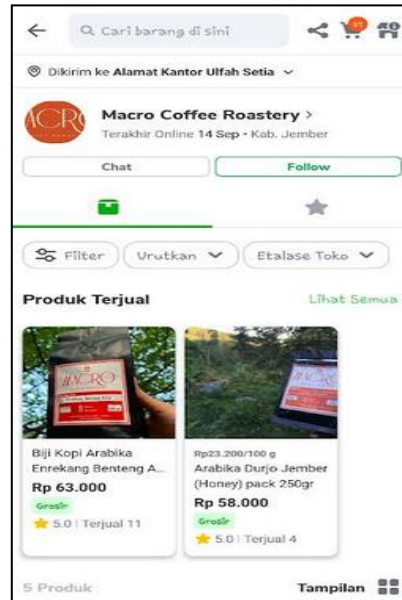 Cari barang di sini
Dikirim ke Alamat Kantor Ulfah Setia
ACRO
Macro Coffee Roastery
Terakhir Online 14 Sep • Kab. Jember
Chat
Follow
Filter
Urutkan
Etalase Toko
Produk Terjual
Lihat Semua
MACRO
MACRO
Biji Kopi Arabika
Enrekang Benteng A...
Rp 63.000
Grosir
5.0 | Terjual 11
Rp23.200/100 g
Arabika Durjo Jember
(Honey) pack 250gr
Rp 58.000
Grosir
5.0 | Terjual 4
5 Produk
Tampilan